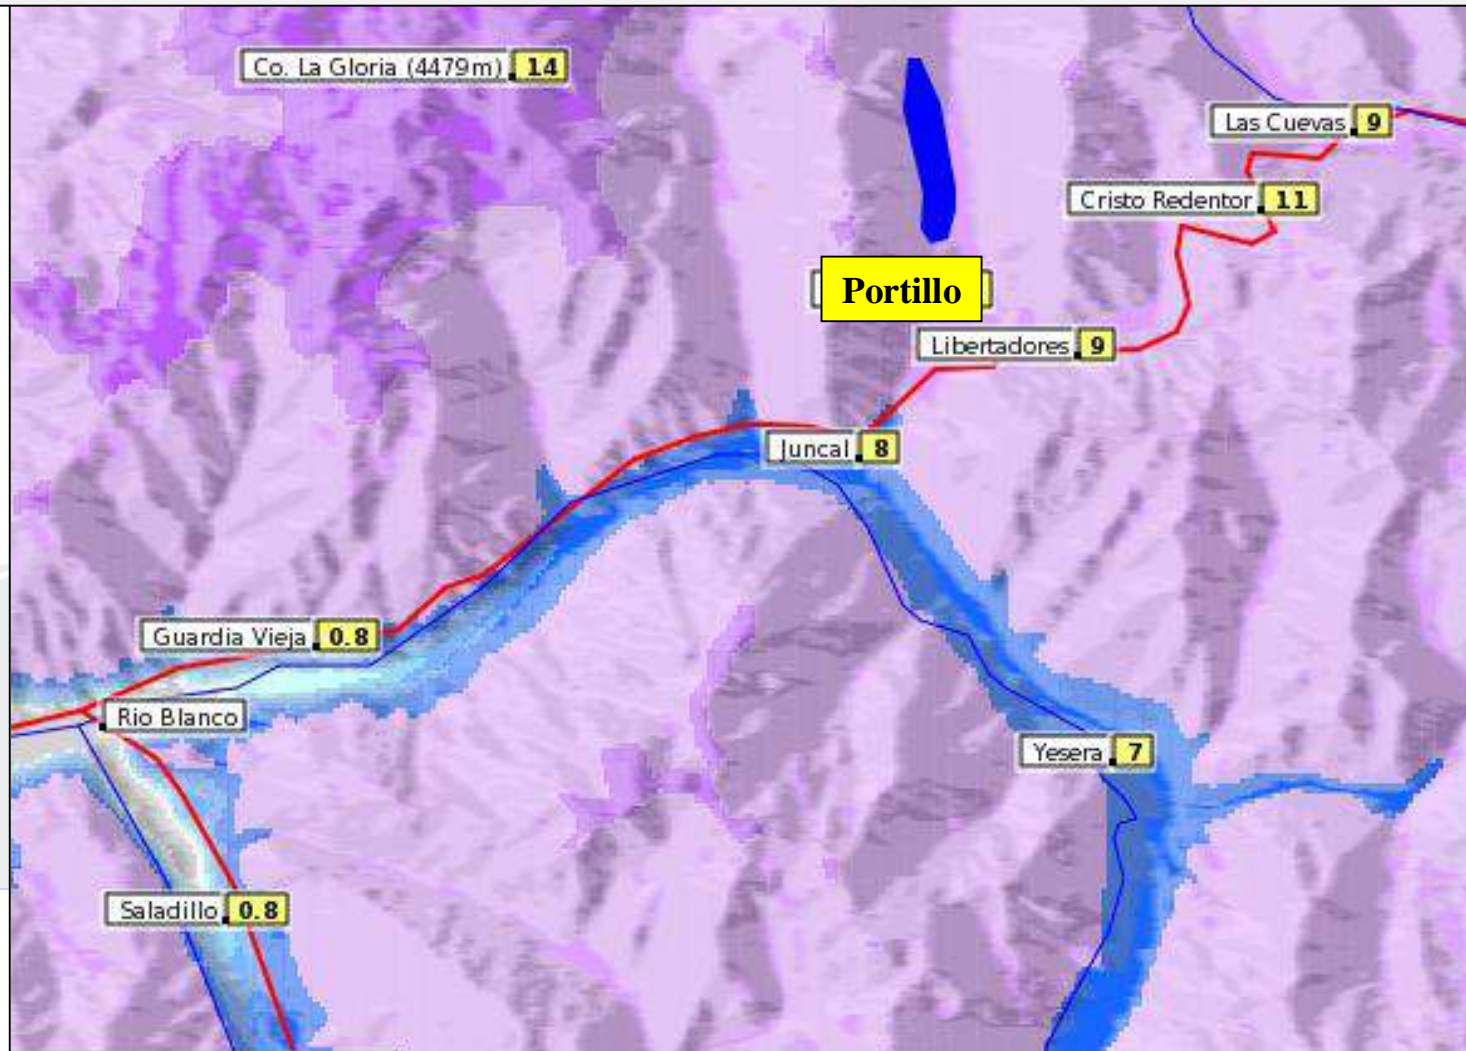 Co. La Gloria (4479m) 14
Las Cuevas 9
Cristo Redentor 11
Portillo
Libertadores 9
Juncal 8
Guardia Vieja 0.8
Rio Blanco
Yesera 7
Saladillo 0.8